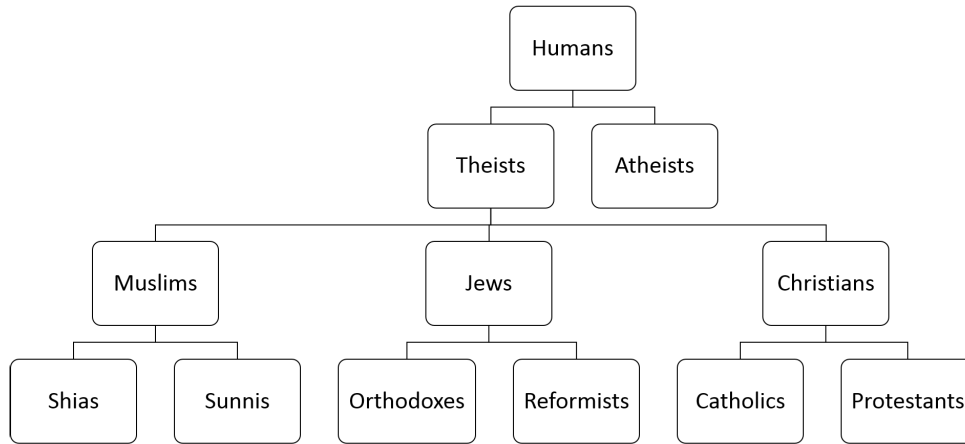 Humans
Theists
Atheists
Muslims
Jews
Christians
Shias
Sunnis
Orthodoxes
Reformists
Catholics
Protestants